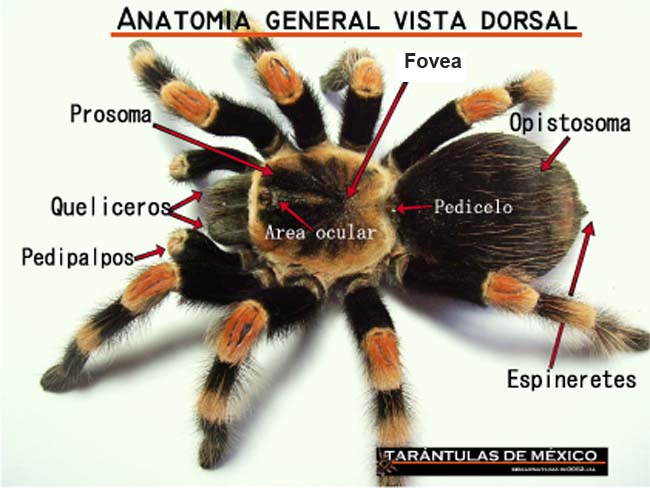 ANATOMIA GENERAL VISTA DORSAL
Fovea
Prosoma
Opistosoma
Queliceros
Area ocular
Pedicelo
Pedipalpos
Espineretes
TARÁNTULAS DE MÉXICO